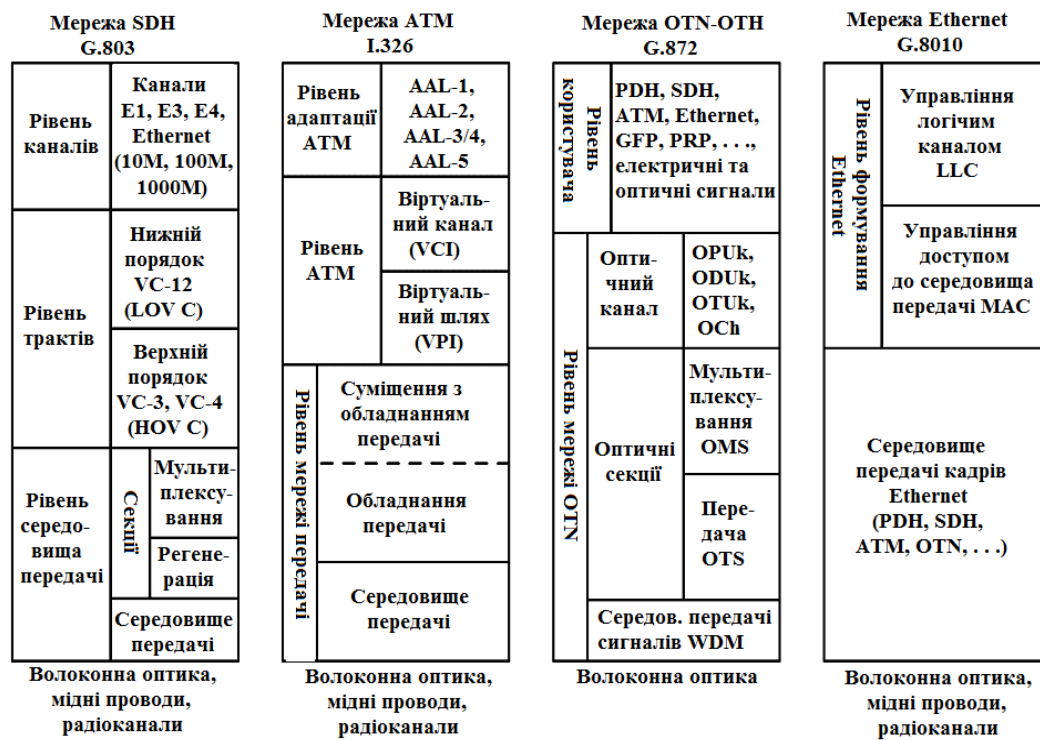 Мережа SDH
G.803
Канали
E1, E3, E4,
Ethernet
(10M, 100M,
1000M)
Рівень
каналів
Нижній
порядок
VC-12
(LOV C)
Рівень
трактів
Верхній
порядок
VC-3, VC-4
(HOV C)
Рівень
середо-
вища
передачі
Секції
Мульти-
плексу-
вання
Регене-
рація
Середовище
передачі
Волоконна оптика,
мідні проводи,
радіоканали
Мережа ATM
I.326
Рівень
адаптації
ATM
AAL-1,
AAL-2,
AAL-3/4,
AAL-5
Рівень
ATM
Віртуаль-
ний канал
(VCI)
Віртуаль-
ний шлях
(VPI)
Рівень мережі передачі
Суміщення з
обладнанням
передачі
Обладнання
передачі
Середовище
передачі
Волоконна оптика,
мідні проводи,
радіоканали
Мережа OTN-OTH
G.872
Рівень
користувача
PDH, SDH,
ATM, Ethernet,
GFP, PRP, . . .,
електричні та
оптичні сигнали
Рівень мережі OTN
Опти-
чний
канал
OPUk,
ODUk,
OTUk,
OCh
Оптичні
секції
Мульти-
плексу-
вання
OMS
Пере-
дача
OTS
Середов. передачі
сигналів WDM
Волоконна оптика
Мережа Ethernet
G.8010
Рівень формування
Ethernet
Управління
логічим
каналом
LLC
Управління
доступом
до середовища
передачі MAC
Середовище
передачі кадрів
Ethernet
(PDH, SDH,
ATM, OTN, . . .)
Волоконна оптика,
мідні проводи,
радіоканали